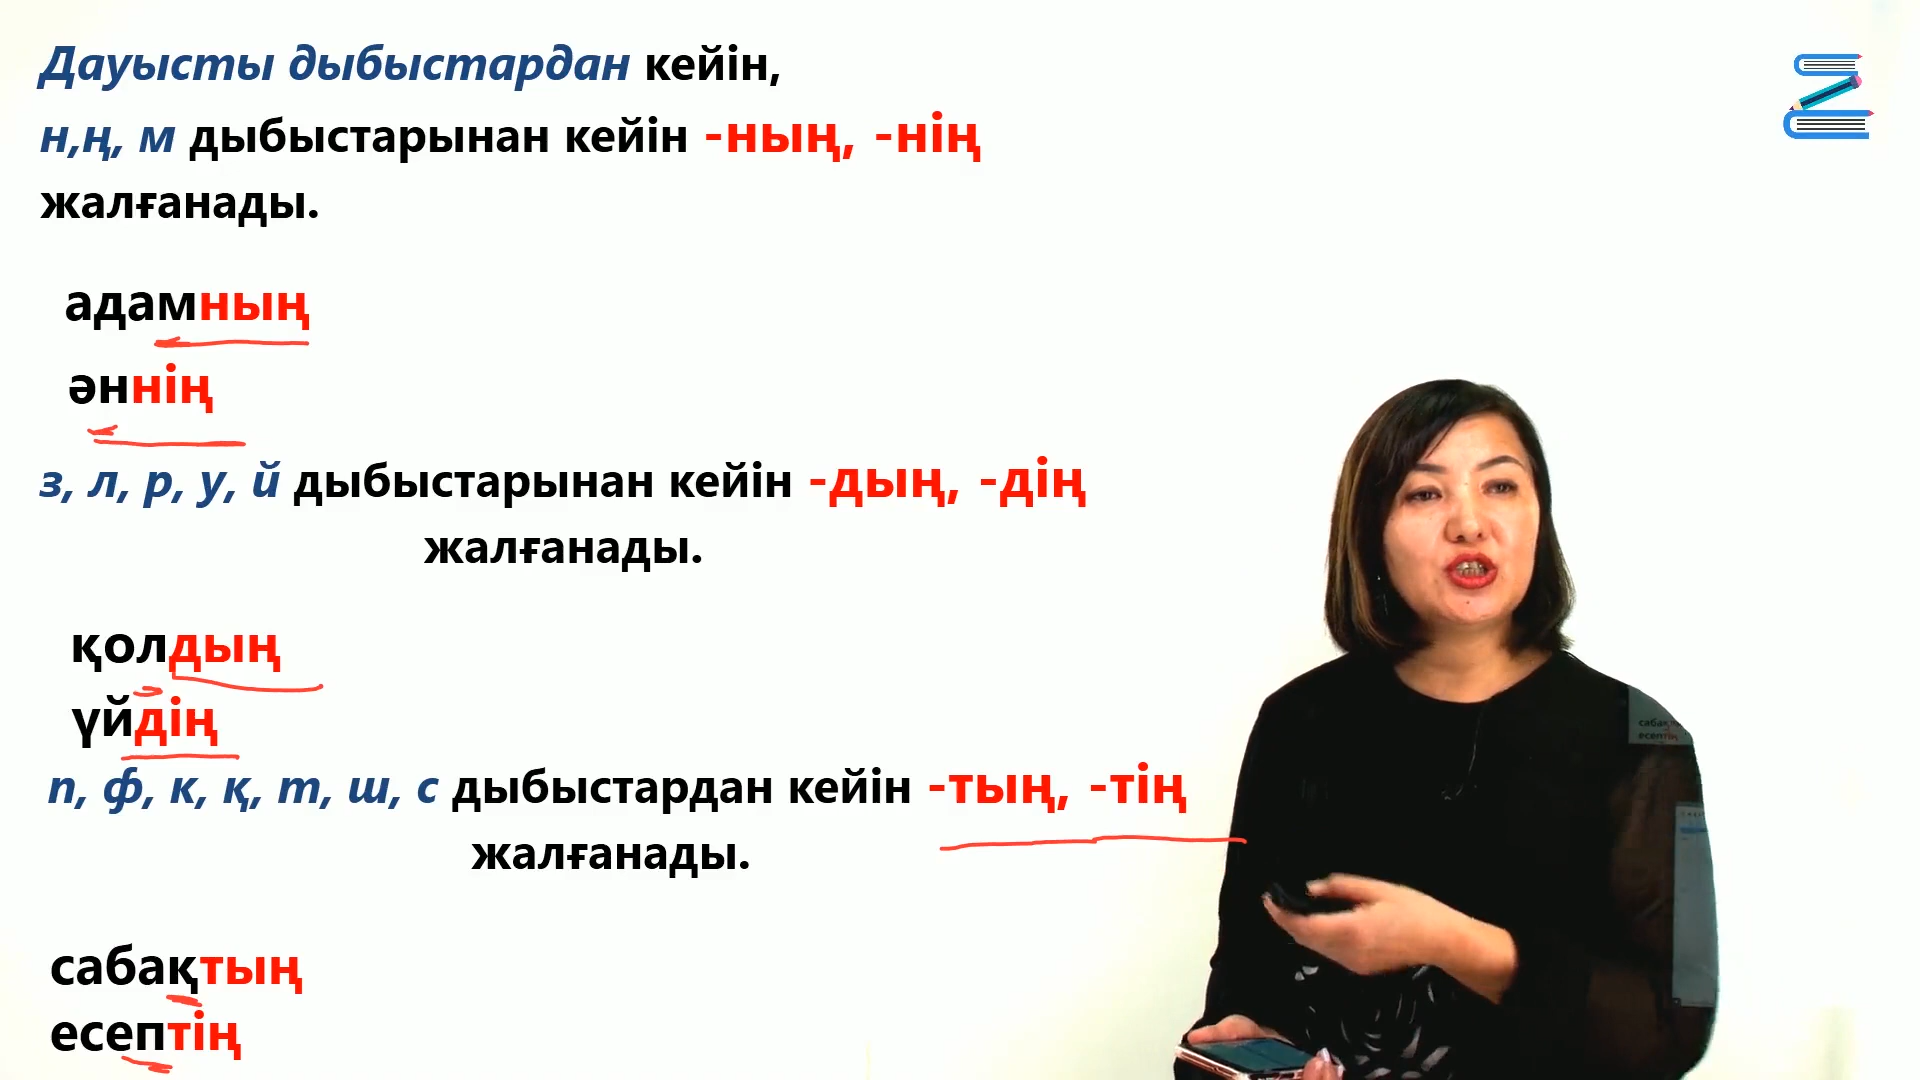 Дауысты дыбыстардан кейін,
н,ң, м дыбыстарынан кейін -ның, -нің
жалғанады.
адамның
әннің
з, л, р, у, й дыбыстарынан кейін -дың, -дің
жалғанады.
қолдың
үйдің
п, ф, к, қ, т, ш, с дыбыстардан кейін -тың, -тің
жалғанады.
сабақтың
есептің